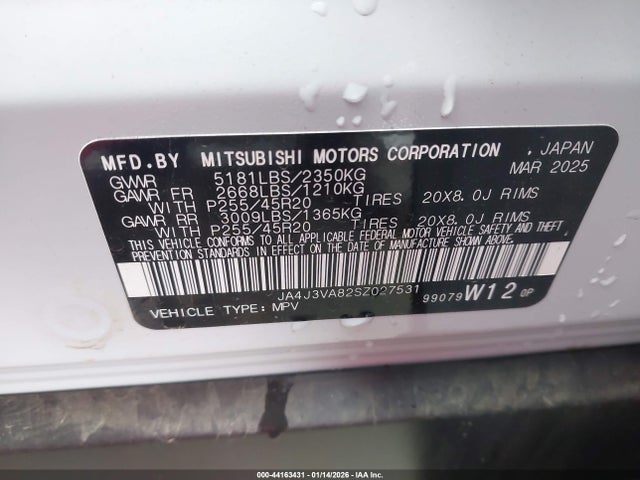 MFD.BY MITSUBISHI MOTORS CORPORATION . JAPAN
GVWR 5181LBS/2350KG MAR 2025
GAWR FR 2668LBS/1210KG
WITH P255/45R20 TIRES 20X8.0J RIMS
GAWR RR 3009LBS/1365KG
WITH P255/45R20 TIRES 20X8.0J RIMS
THIS VEHICLE CONFORMS TO ALL APPLICABLE FEDERAL MOTOR VEHICLE SAFETY AND THEFT
PREVENTION STANDARDS IN EFFECT ON THE DATE OF MANUFACTURE SHOWN ABOVE.
JA4J3VA82SZ027531
VEHICLE TYPE: MPV 99079 W12 0P
000-44163431 - 01/14/2026 - IAA Inc.